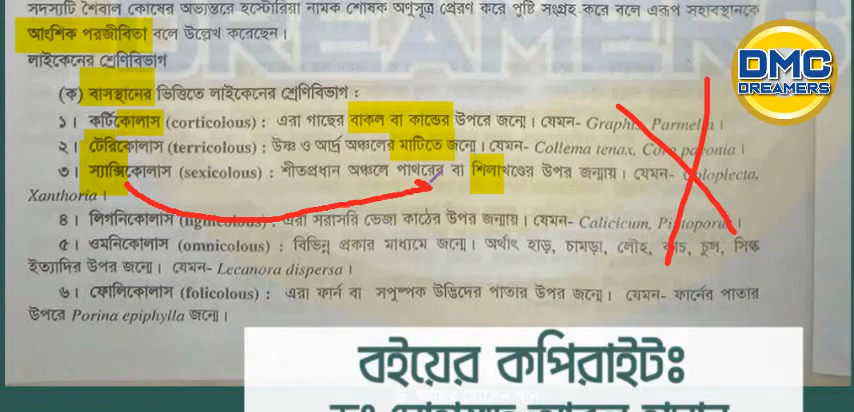 সদস্যটি শৈবাল কোষের অভ্যন্তরে হস্টোরিয়া নামক শোষক অণুসূত্র প্রেরণ করে পুষ্টি সংগ্রহ করে বলে এরূপ সহাবস্থানকে
আংশিক পরজীবিতা বলে উল্লেখ করেছেন।
লাইকেনের শ্রেণিবিভাগ
(ক) বাসস্থানের ভিত্তিতে লাইকেনের শ্রেণিবিভাগ :
১। কর্টিকোলাস (corticolous) : এরা গাছের বাকল বা কান্ডের উপরে জন্মে। যেমন- Graphis, Parmelia।
২। টেরিকোলাস (terricolous) : উষ্ণ ও আর্দ্র অঞ্চলের মাটিতে জন্মে। যেমন- Collema tenax, Cora pavonia।
৩। স্যাক্সিকোলাস (sexicolous) : শীতপ্রধান অঞ্চলে পাথরের বা শিলাখণ্ডের উপর জন্মায়। যেমন- Coloplecta,
Xanthoria।
৪। লিগনিকোলাস (lignicolous) : এরা সরাসরি ভেজা কাঠের উপর জন্মায়। যেমন- Calicicum,
৫। ওমনিকোলাস (omnicolous) : বিভিন্ন প্রকার মাধ্যমে জন্মে। অর্থাৎ হাড়, চামড়া, লৌহ, কাচ, চুল, সিল্ক
ইত্যাদির উপর জন্মে। যেমন- Lecanora dispersa।
৬। ফোলিকোলাস (folicolous) : এরা ফার্ন বা সপুষ্পক উদ্ভিদের পাতার উপর জন্মে। যেমন- ফার্নের পাতার
উপরে Porina epiphylla জন্মে।
DMC
DREAMERS
বইয়ের কপিরাইটঃ